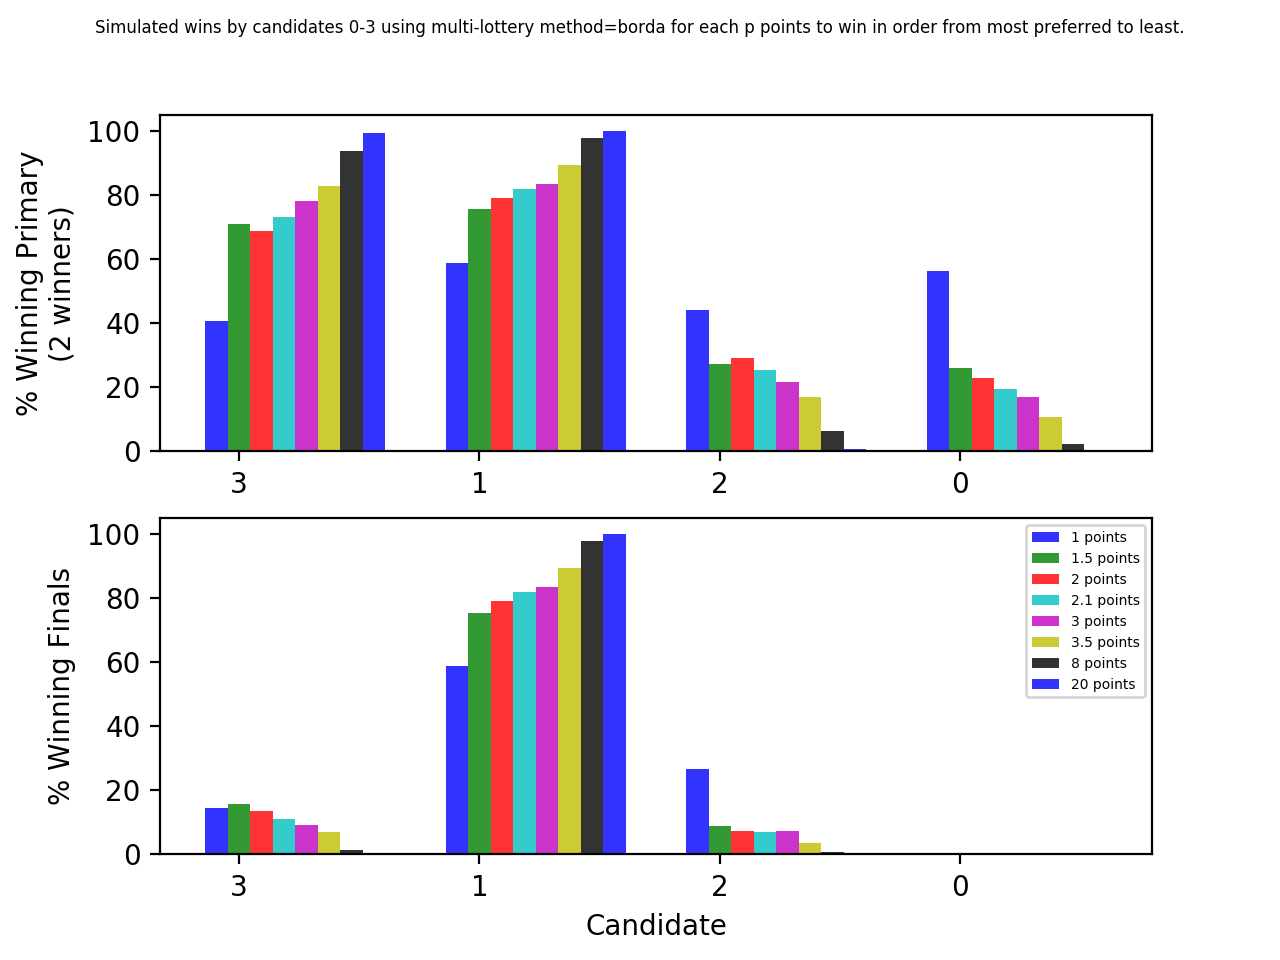 Simulated wins by candidates 0-3 using multi-lottery method=borda for each p points to win in order from most preferred to least.
% Winning Primary
(2 winners)
100
80
60
40
20
0
3 1 2 0
% Winning Finals
100
80
60
40
20
0
1 points
1.5 points
2 points
2.1 points
3 points
3.5 points
8 points
20 points
3 1 2 0
Candidate